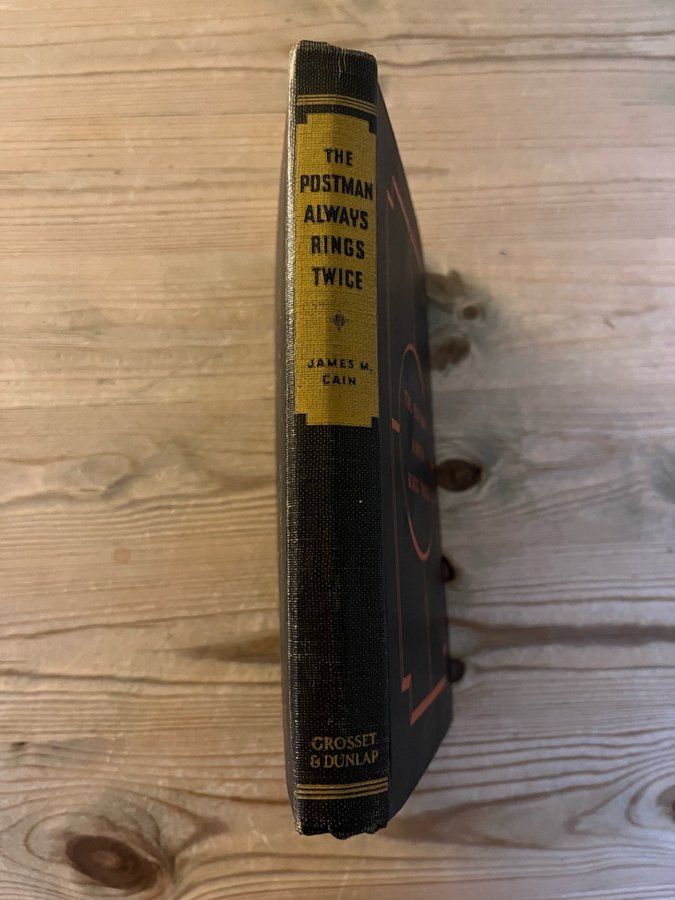 THE
POSTMAN
ALWAYS
RINGS
TWICE
JAMES M.
CAIN
GROSSET
& DUNLAP